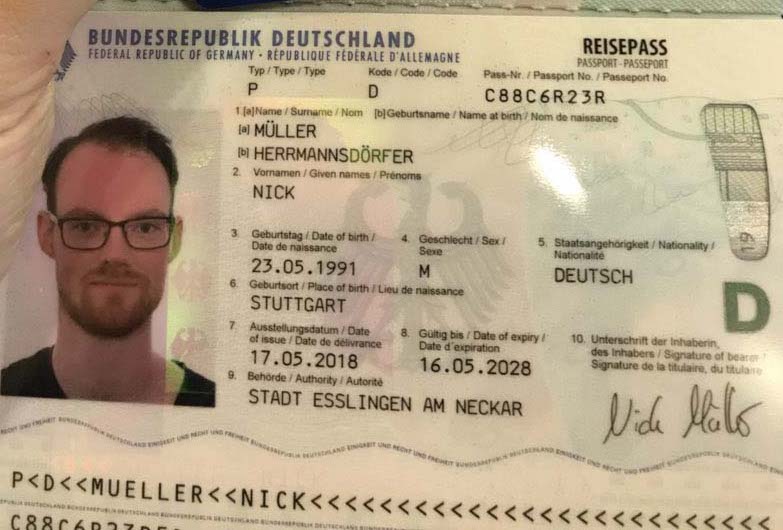 BUNDESREPUBLIK DEUTSCHLAND
FEDERAL REPUBLIC OF GERMANY · RÉPUBLIQUE FÉDÉRALE D'ALLEMAGNE
REISEPASS
PASSPORT - PASSEPORT
Typ / Type / Type Kode / Code / Code Pass-Nr. / Passport No. / Passeport No.
P D C88C6R23R
1.[a]Name / Surname / Nom [b]Geburtsname / Name at birth / Nom de naissance
[a] MÜLLER
[b] HERRMANNSDÖRFER
2. Vornamen / Given names / Prénoms
NICK
3. Geburtstag / Date of birth / Date de naissance
4. Geschlecht / Sex / Sexe
5. Staatsangehörigkeit / Nationality / Nationalité
23.05.1991 M DEUTSCH
6. Geburtsort / Place of birth / Lieu de naissance
STUTTGART
D
7. Ausstellungsdatum / Date of issue / Date de délivrance
8. Gültig bis / Date of expiry / Date d'expiration
10. Unterschrift der Inhaberin, des Inhabers / Signature of bearer / Signature de la titulaire, du titulaire
17.05.2018 16.05.2028
9. Behörde / Authority / Autorité
STADT ESSLINGEN AM NECKAR
Nick Müller
P<D<<MUELLER<<NICK<<<<<<<<<<<<<<<<<<<<<<<<<<